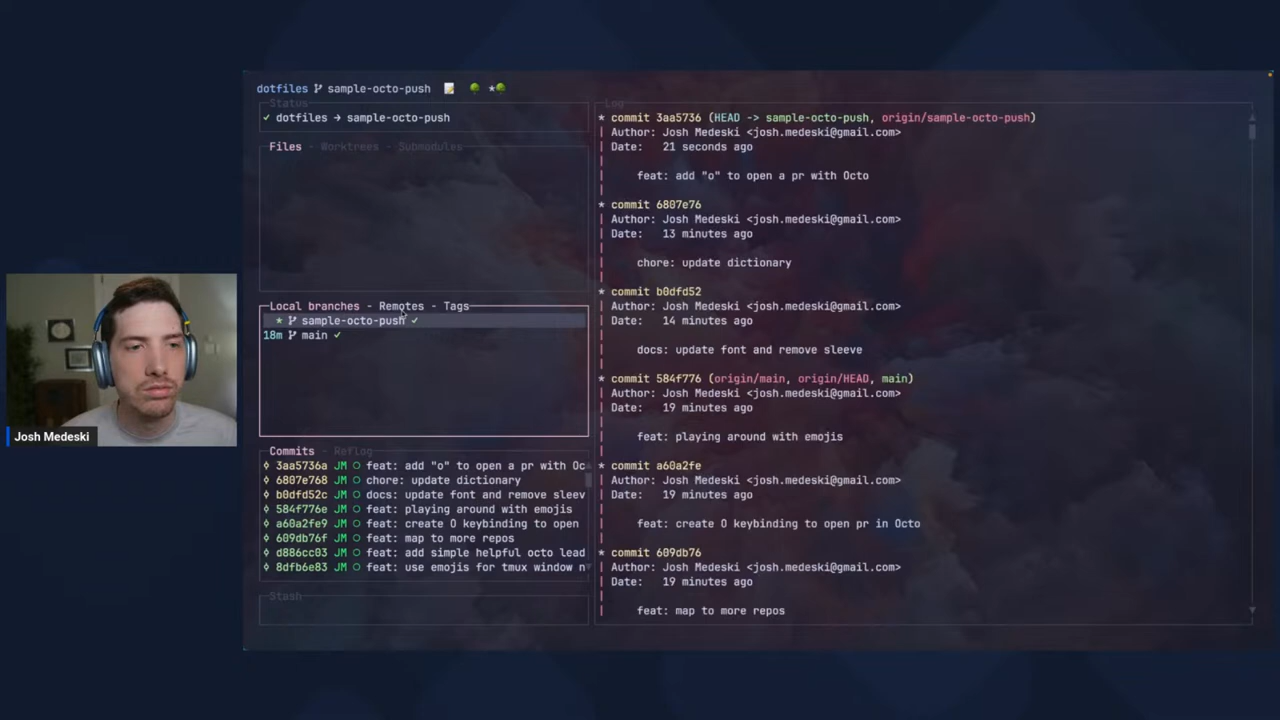 dotfiles sample-octo-push
Status
✓ dotfiles → sample-octo-push
Files - Worktrees - Submodules
Local branches - Remotes - Tags
* sample-octo-push ✓
18m main ✓
Commits - Reflog
3aa5736a JM feat: add "o" to open a pr with Oc
6807e768 JM chore: update dictionary
b0dfd52c JM docs: update font and remove sleev
584f776e JM feat: playing around with emojis
a60a2fe9 JM feat: create O keybinding to open
609db76f JM feat: map to more repos
d886cc03 JM feat: add simple helpful octo lead
8dfb6e83 JM feat: use emojis for tmux window n
Stash
Log
* commit 3aa5736 (HEAD -> sample-octo-push, origin/sample-octo-push)
| Author: Josh Medeski <josh.medeski@gmail.com>
| Date: 21 seconds ago
| feat: add "o" to open a pr with Octo
* commit 6807e76
| Author: Josh Medeski <josh.medeski@gmail.com>
| Date: 13 minutes ago
| chore: update dictionary
* commit b0dfd52
| Author: Josh Medeski <josh.medeski@gmail.com>
| Date: 14 minutes ago
| docs: update font and remove sleeve
* commit 584f776 (origin/main, origin/HEAD, main)
| Author: Josh Medeski <josh.medeski@gmail.com>
| Date: 19 minutes ago
| feat: playing around with emojis
* commit a60a2fe
| Author: Josh Medeski <josh.medeski@gmail.com>
| Date: 19 minutes ago
| feat: create O keybinding to open pr in Octo
* commit 609db76
| Author: Josh Medeski <josh.medeski@gmail.com>
| Date: 19 minutes ago
| feat: map to more repos
Josh Medeski